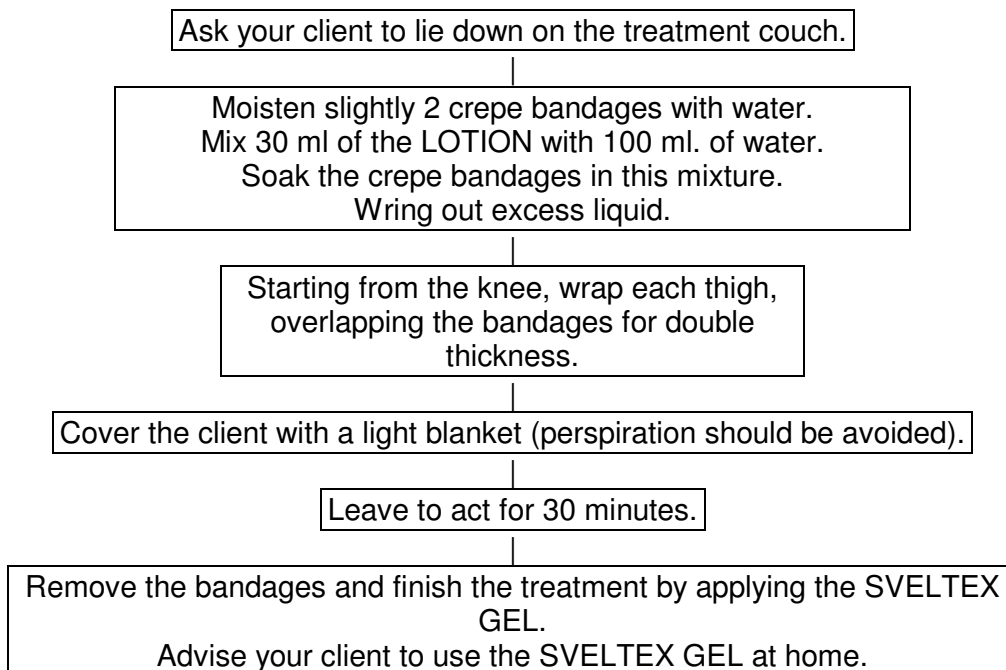 Ask your client to lie down on the treatment couch.
Moisten slightly 2 crepe bandages with water.
Mix 30 ml of the LOTION with 100 ml. of water.
Soak the crepe bandages in this mixture.
Wring out excess liquid.
Starting from the knee, wrap each thigh,
overlapping the bandages for double
thickness.
Cover the client with a light blanket (perspiration should be avoided).
Leave to act for 30 minutes.
Remove the bandages and finish the treatment by applying the SVELTEX
GEL.
Advise your client to use the SVELTEX GEL at home.